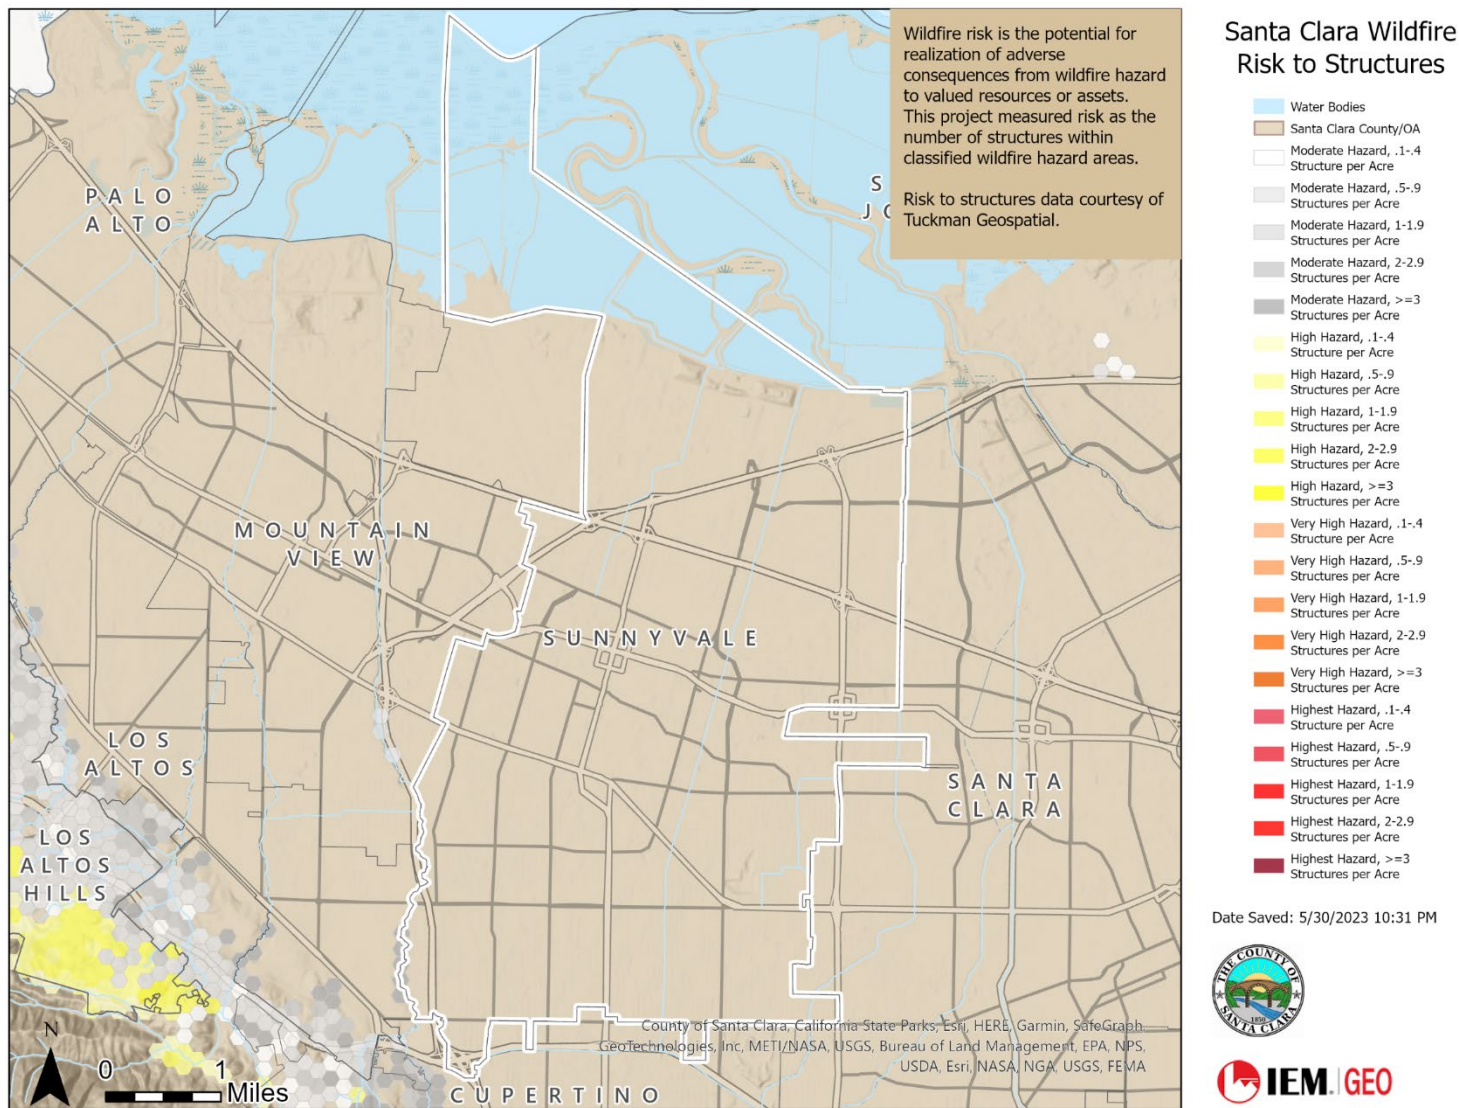 Wildfire risk is the potential for
realization of adverse
consequences from wildfire hazard
to valued resources or assets.
This project measured risk as the
number of structures within
classified wildfire hazard areas.
Risk to structures data courtesy of
Tuckman Geospatial.
S
JO
PALO
ALTO
MOUNTAIN
VIEW
SUNNYVALE
LOS
ALTOS
SANTA
CLARA
LOS
ALTOS
HILLS
CUPERTINO
N
0 1
Miles
County of Santa Clara, California State Parks, Esri, HERE, Garmin, SafeGraph,
GeoTechnologies, Inc, METI/NASA, USGS, Bureau of Land Management, EPA, NPS,
USDA, Esri, NASA, NGA, USGS, FEMA
Santa Clara Wildfire
Risk to Structures
Water Bodies
Santa Clara County/OA
Moderate Hazard, .1-.4
Structure per Acre
Moderate Hazard, .5-.9
Structures per Acre
Moderate Hazard, 1-1.9
Structures per Acre
Moderate Hazard, 2-2.9
Structures per Acre
Moderate Hazard, >=3
Structures per Acre
High Hazard, .1-.4
Structure per Acre
High Hazard, .5-.9
Structures per Acre
High Hazard, 1-1.9
Structures per Acre
High Hazard, 2-2.9
Structures per Acre
High Hazard, >=3
Structures per Acre
Very High Hazard, .1-.4
Structure per Acre
Very High Hazard, .5-.9
Structures per Acre
Very High Hazard, 1-1.9
Structures per Acre
Very High Hazard, 2-2.9
Structures per Acre
Very High Hazard, >=3
Structures per Acre
Highest Hazard, .1-.4
Structure per Acre
Highest Hazard, .5-.9
Structures per Acre
Highest Hazard, 1-1.9
Structures per Acre
Highest Hazard, 2-2.9
Structures per Acre
Highest Hazard, >=3
Structures per Acre
Date Saved: 5/30/2023 10:31 PM
THE COUNTY OF
SANTA CLARA
1850
IEM. GEO